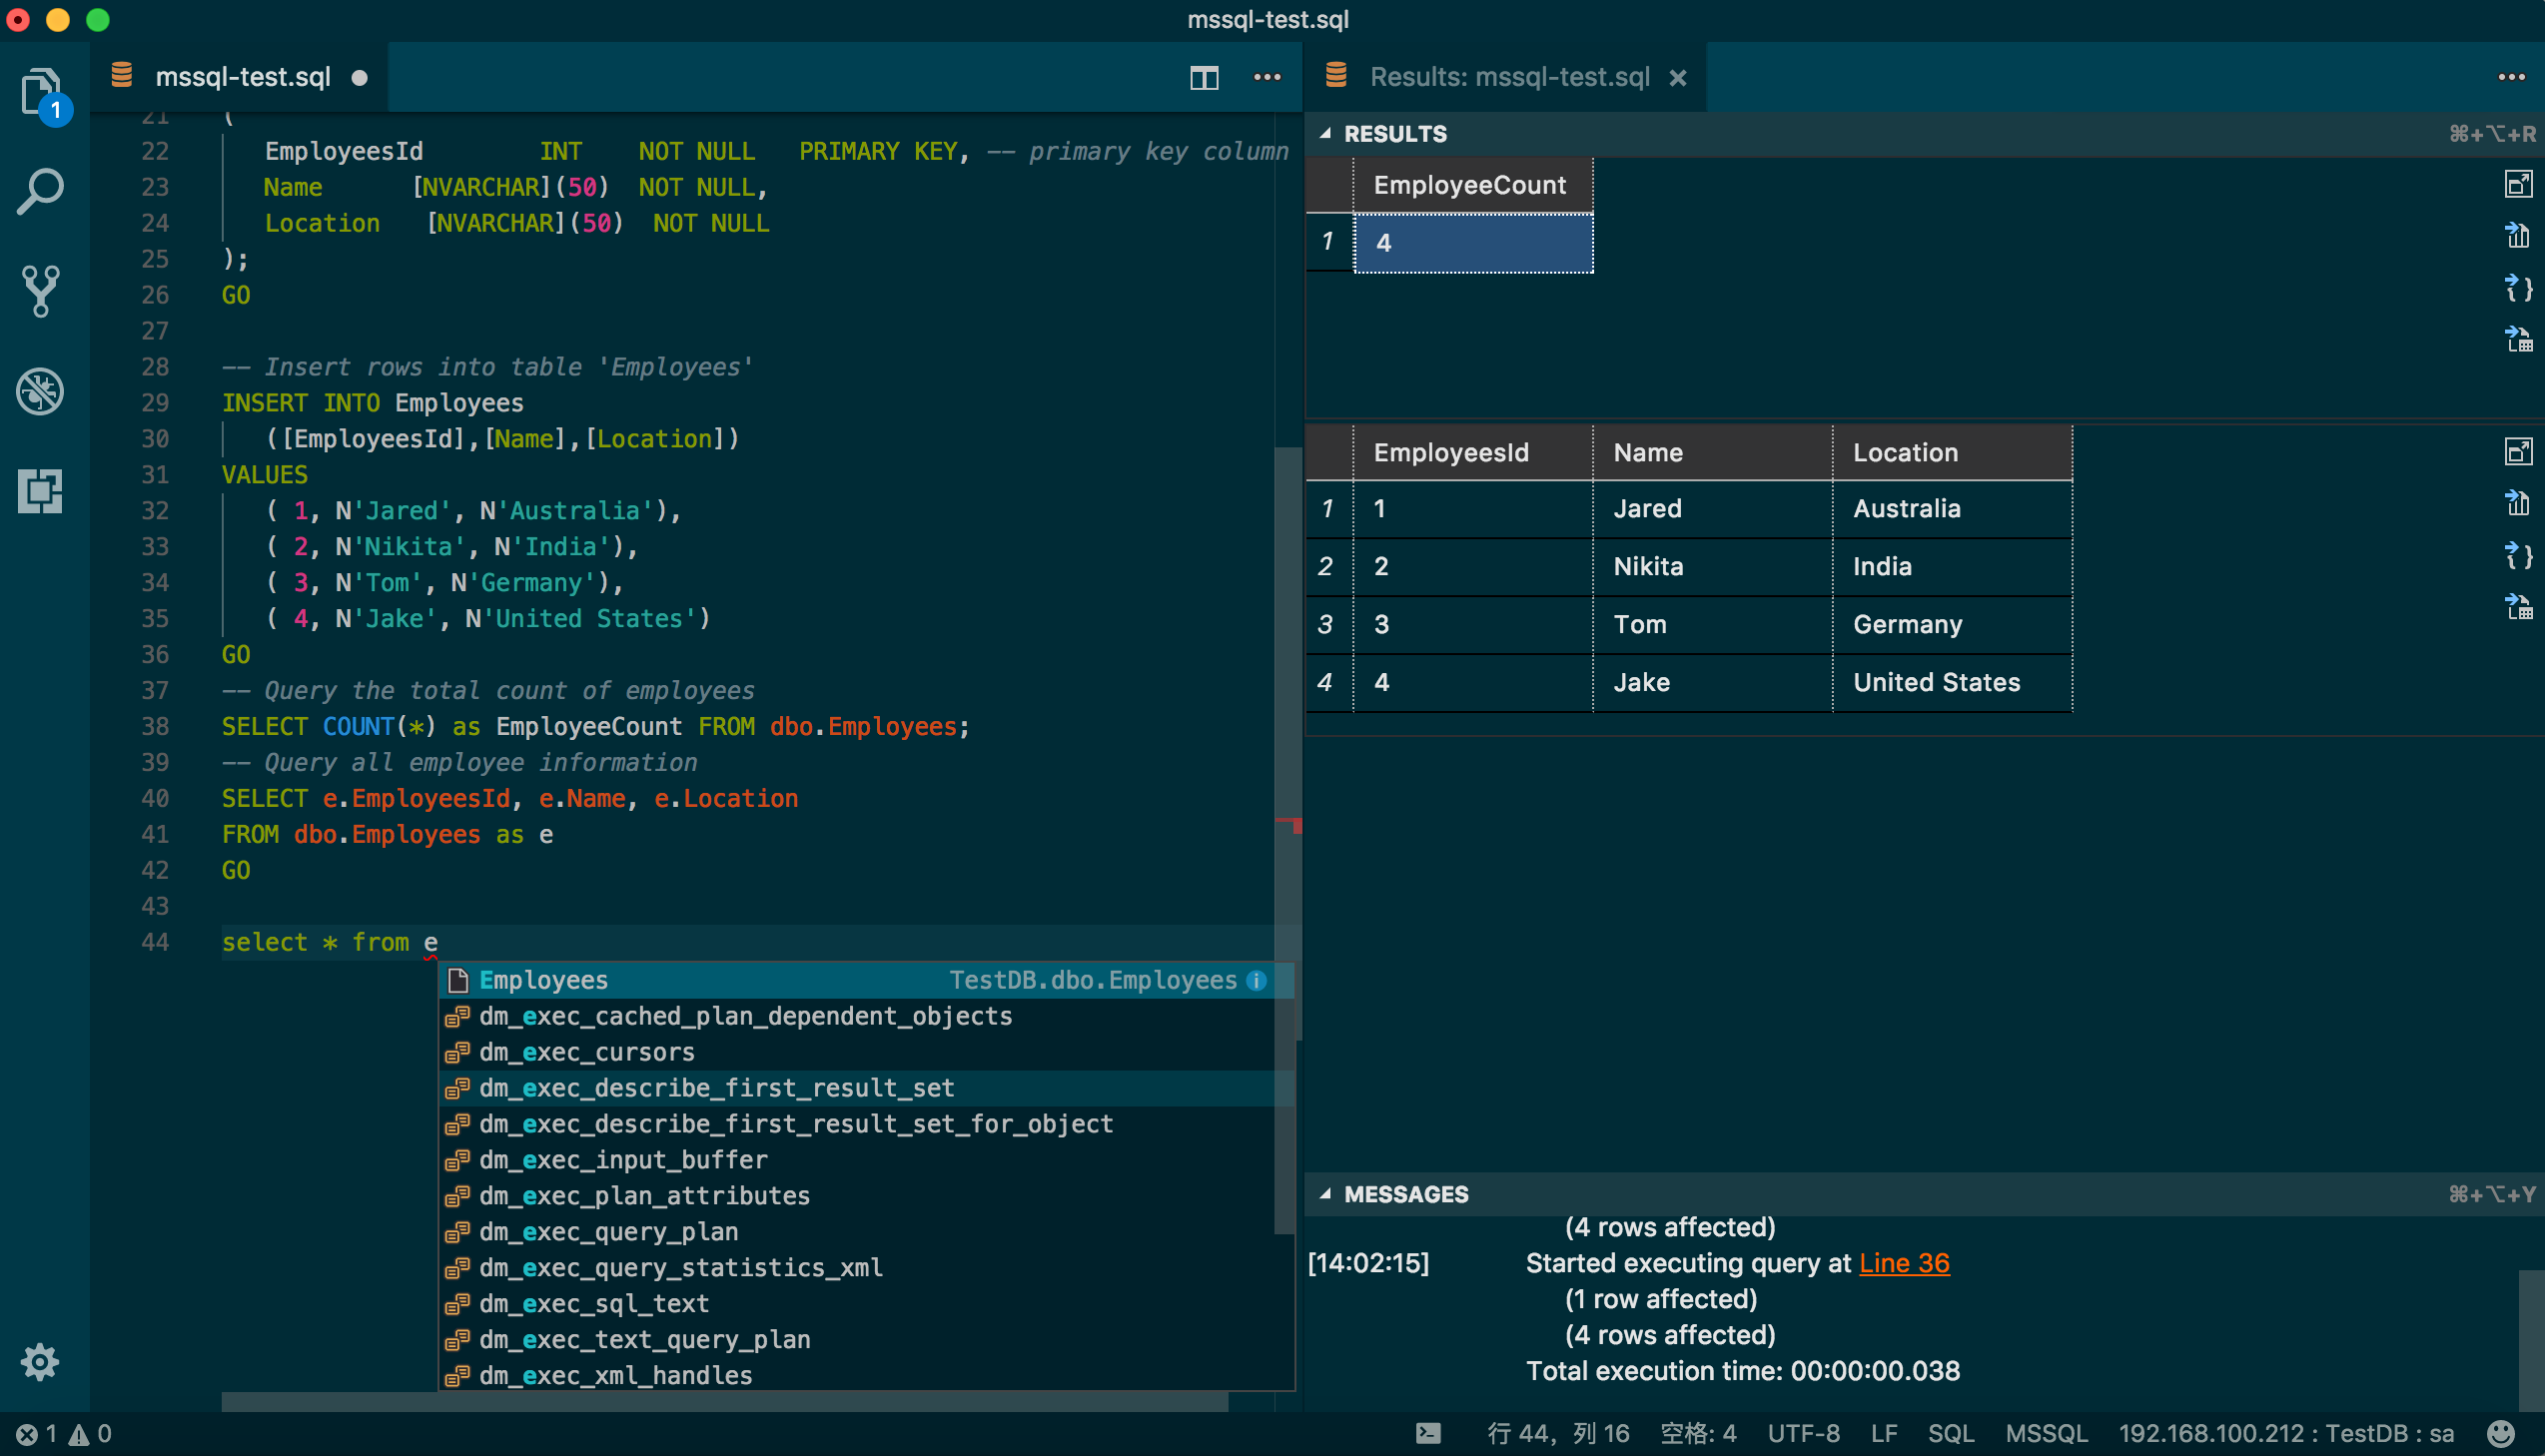 mssql-test.sql
1
mssql-test.sql
21 (
22 EmployeesId INT NOT NULL PRIMARY KEY, -- primary key column
23 Name [NVARCHAR](50) NOT NULL,
24 Location [NVARCHAR](50) NOT NULL
25 );
26 GO
27
28 -- Insert rows into table 'Employees'
29 INSERT INTO Employees
30 ([EmployeesId],[Name],[Location])
31 VALUES
32 ( 1, N'Jared', N'Australia'),
33 ( 2, N'Nikita', N'India'),
34 ( 3, N'Tom', N'Germany'),
35 ( 4, N'Jake', N'United States')
36 GO
37 -- Query the total count of employees
38 SELECT COUNT(*) as EmployeeCount FROM dbo.Employees;
39 -- Query all employee information
40 SELECT e.EmployeesId, e.Name, e.Location
41 FROM dbo.Employees as e
42 GO
43
44 select * from e
Employees TestDB.dbo.Employees
dm_exec_cached_plan_dependent_objects
dm_exec_cursors
dm_exec_describe_first_result_set
dm_exec_describe_first_result_set_for_object
dm_exec_input_buffer
dm_exec_plan_attributes
dm_exec_query_plan
dm_exec_query_statistics_xml
dm_exec_sql_text
dm_exec_text_query_plan
dm_exec_xml_handles
Results: mssql-test.sql
RESULTS ⌘+⌥+R
EmployeeCount
1 4
EmployeesId Name Location
1 1 Jared Australia
2 2 Nikita India
3 3 Tom Germany
4 4 Jake United States
MESSAGES ⌘+⌥+Y
(4 rows affected)
[14:02:15] Started executing query at Line 36
(1 row affected)
(4 rows affected)
Total execution time: 00:00:00.038
1 0 行 44，列 16 空格: 4 UTF-8 LF SQL MSSQL 192.168.100.212 : TestDB : sa